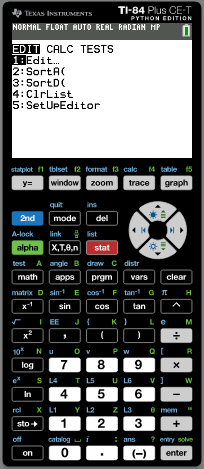 TEXAS INSTRUMENTS TI-84 Plus CE-T
PYTHON EDITION
NORMAL FLOAT AUTO REAL RADIAN MP
EDIT CALC TESTS
1:Edit…
2:SortA(
3:SortD(
4:ClrList
5:SetUpEditor
statplot f1 tblset f2 format f3 calc f4 table f5
y= window zoom trace graph
quit ins
2nd mode del
A-lock link list
alpha X,T,θ,n stat
test A angle B draw C distr
math apps prgm vars clear
matrix D sin⁻¹ E cos⁻¹ F tan⁻¹ G π H
x⁻¹ sin cos tan ^
√ I EE J { K } L e M
x² , ( ) ÷
10ˣ N u O v P w Q [ R
log 7 8 9 ×
eˣ S L4 T L5 U L6 V ] W
ln 4 5 6 −
rcl X L1 Y L2 Z L3 θ mem "
sto→ 1 2 3 +
off catalog ⎵ i : ans ? entry solve
on 0 . (−) enter